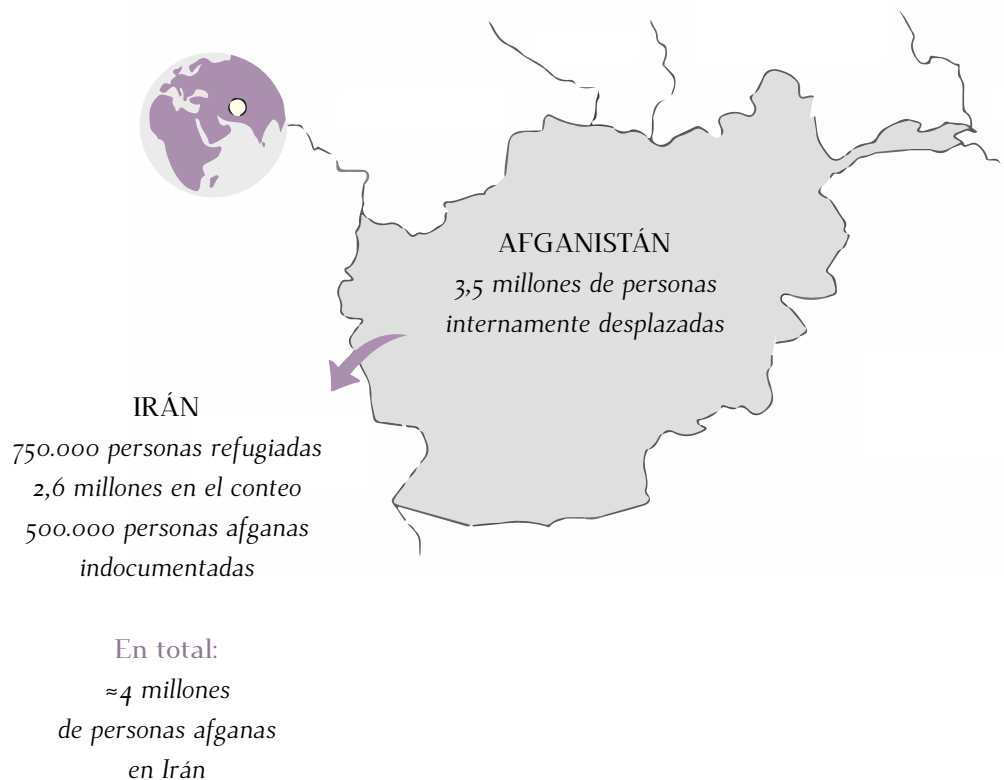 AFGANISTÁN
3,5 millones de personas
internamente desplazadas
IRÁN
750.000 personas refugiadas
2,6 millones en el conteo
500.000 personas afganas
indocumentadas
En total:
≈4 millones
de personas afganas
en Irán